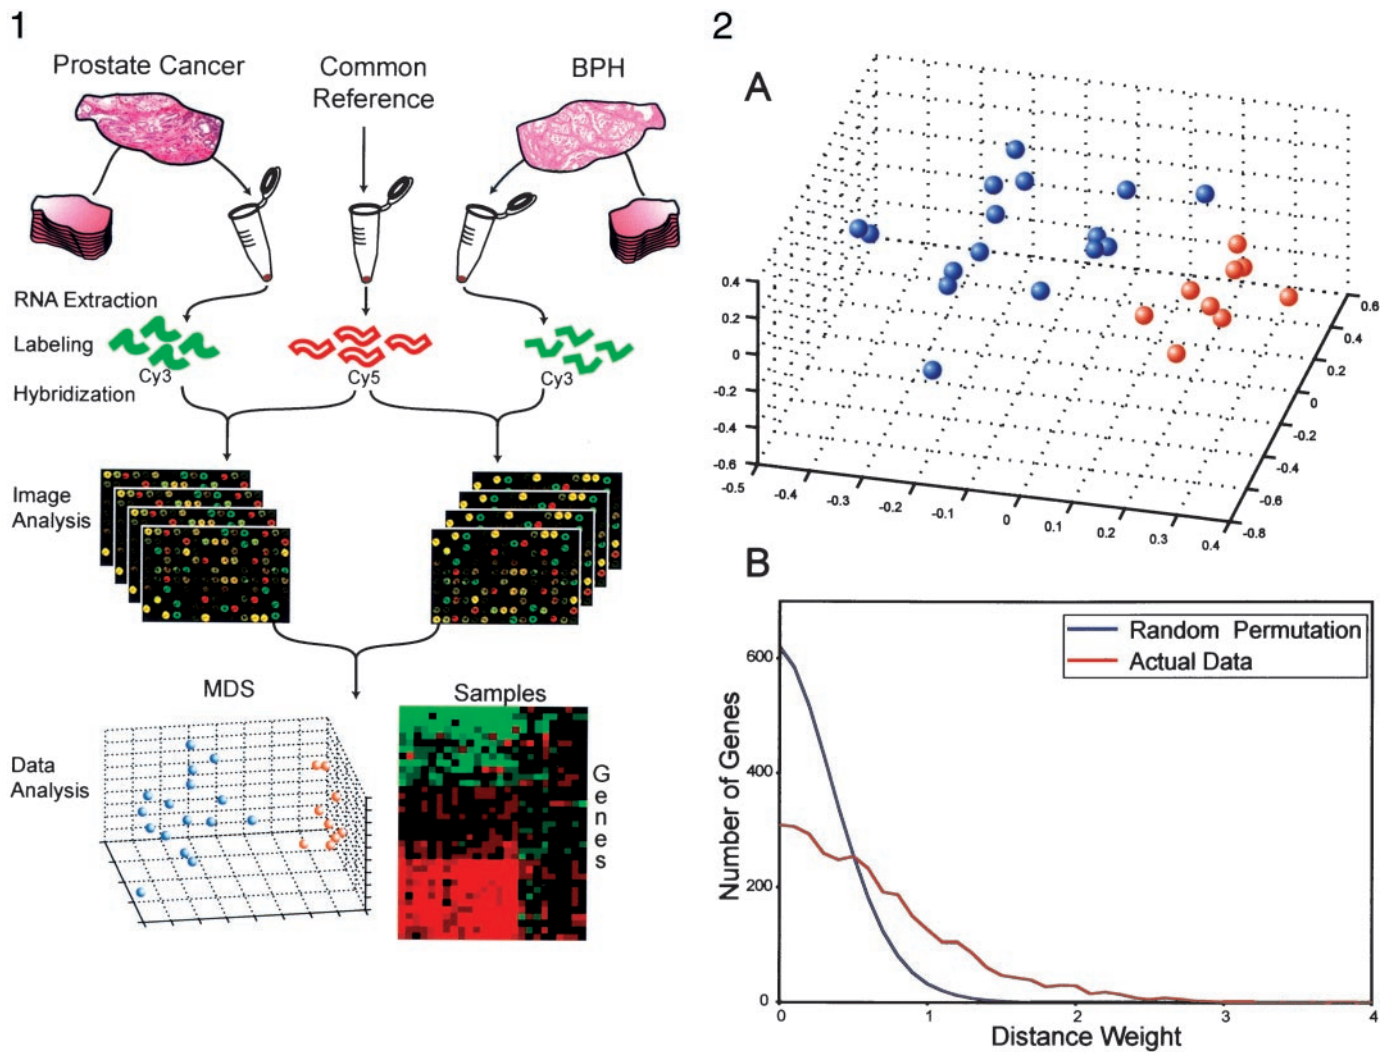 1
Prostate Cancer
Common
Reference
BPH
RNA Extraction
Labeling
Cy3
Cy5
Cy3
Hybridization
Image
Analysis
MDS
Samples
Data
Analysis
Genes
2
A
0.4
0.2
0
-0.2
-0.4
-0.6
-0.5
-0.4
-0.3
-0.2
-0.1
0
0.1
0.2
0.3
0.4
0.6
0.4
0.2
0
-0.2
-0.4
-0.6
-0.8
B
Random Permutation
Actual Data
Number of Genes
600
400
200
0
0
1
2
3
4
Distance Weight